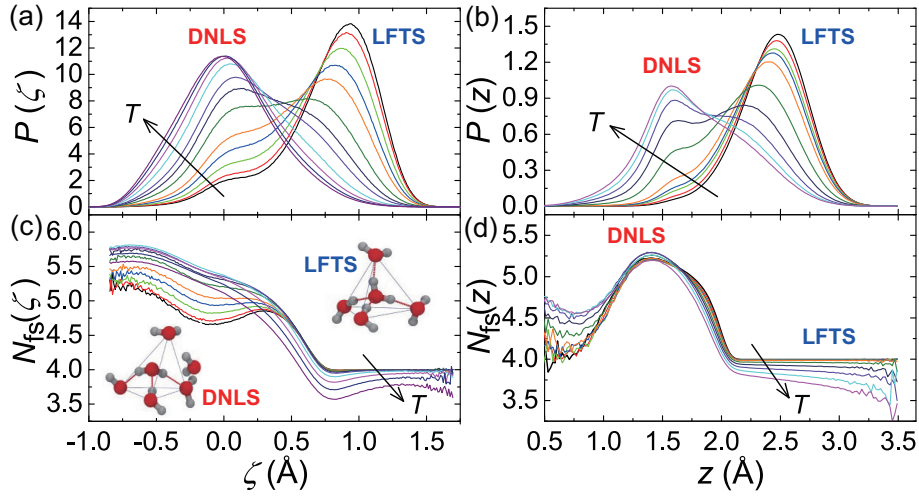 (a)
DNLS
LFTS
T
P (ζ)
14
12
10
8
6
4
2
0
(b)
DNLS
LFTS
T
P (z)
1.5
1.2
0.9
0.6
0.3
0.0
(c)
LFTS
DNLS
T
N_fs(ζ)
6.0
5.5
5.0
4.5
4.0
3.5
-1.0 -0.5 0.0 0.5 1.0 1.5
ζ (Å)
(d)
DNLS
LFTS
T
N_fs(z)
5.5
5.0
4.5
4.0
3.5
0.5 1.0 1.5 2.0 2.5 3.0 3.5
z (Å)